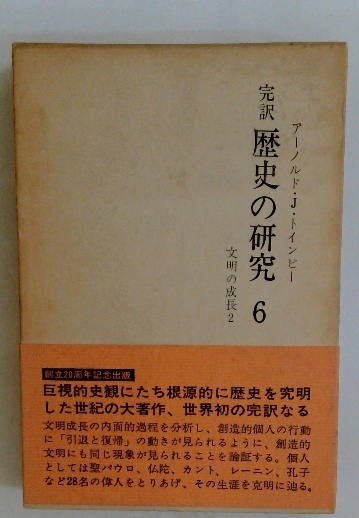 アーノルド・J・トインビー
完訳 歴史の研究 6
文明の成長2
創立20周年記念出版
巨視的史観にたち根源的に歴史を究明
した世紀の大著作、世界初の完訳なる
文明成長の内面的過程を分析し、創造的個人の行動
に「引退と復帰」の動きが見られるように、創造的
文明にも同じ現象が見られることを論証する。個人
としては聖パウロ、仏陀、カント、レーニン、孔子
など28名の偉人をとりあげ、その生涯を克明に辿る。